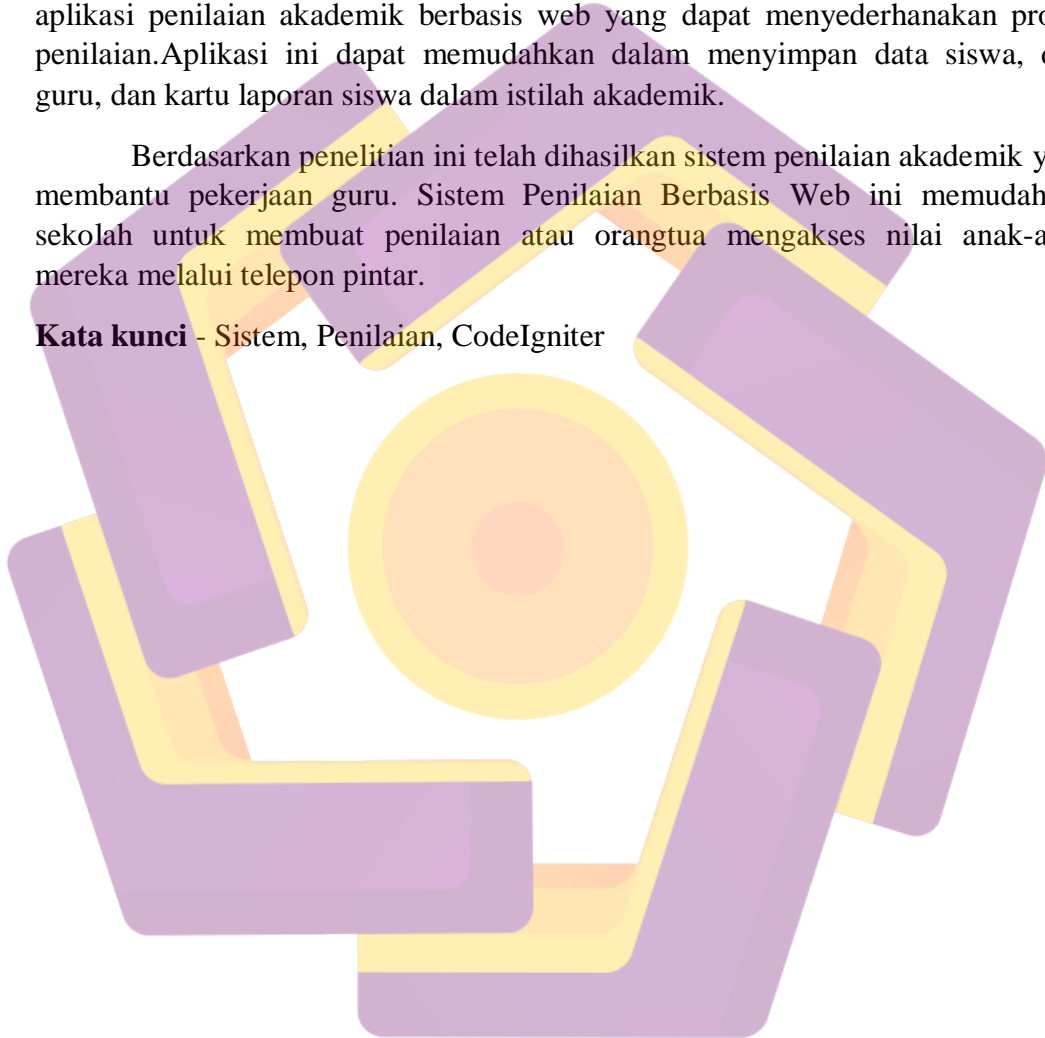 aplikasi penilaian akademik berbasis web yang dapat menyederhanakan
penilaian.Aplikasi ini dapat memudahkan dalam menyimpan data siswa,
guru, dan kartu laporan siswa dalam istilah akademik.
Berdasarkan penelitian ini telah dihasilkan sistem penilaian akademik
membantu pekerjaan guru. Sistem Penilaian Berbasis Web ini
sekolah untuk membuat penilaian atau orangtua mengakses nilai
mereka melalui telepon pintar.
Kata kunci - Sistem, Penilaian, CodeIgniter